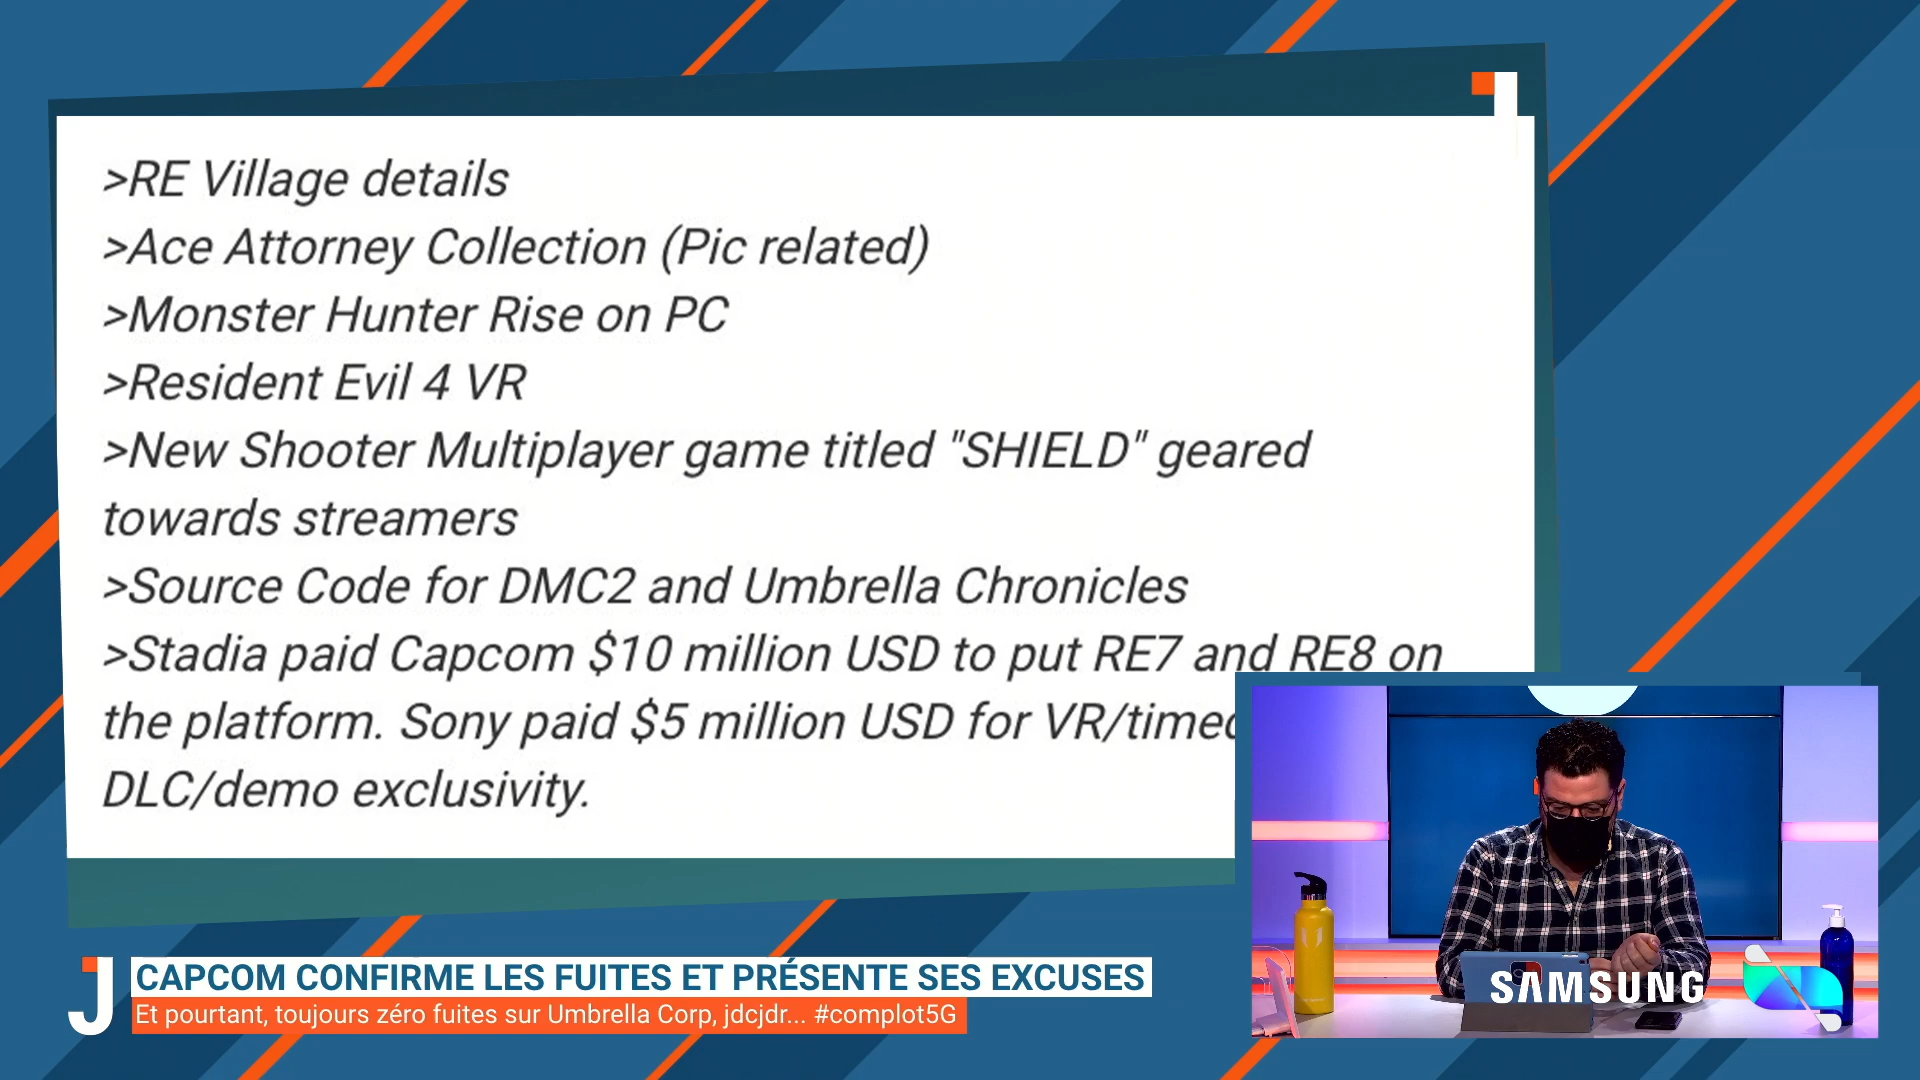 >RE Village details
>Ace Attorney Collection (Pic related)
>Monster Hunter Rise on PC
>Resident Evil 4 VR
>New Shooter Multiplayer game titled "SHIELD" geared
towards streamers
>Source Code for DMC2 and Umbrella Chronicles
>Stadia paid Capcom $10 million USD to put RE7 and RE8 on
the platform. Sony paid $5 million USD for VR/timed
DLC/demo exclusivity.
J CAPCOM CONFIRME LES FUITES ET PRÉSENTE SES EXCUSES
Et pourtant, toujours zéro fuites sur Umbrella Corp, jdcjdr... #complot5G
SAMSUNG